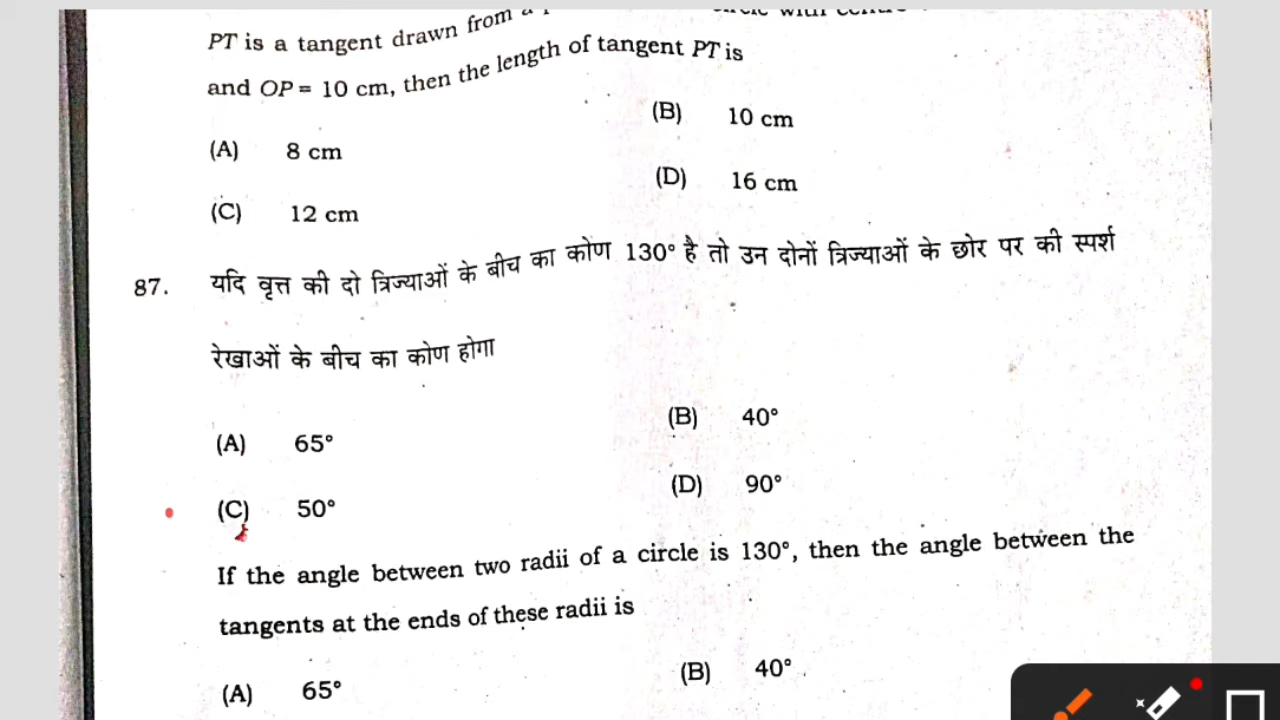 PT is a tangent drawn from a
and OP = 10 cm, then the length of tangent PT is
(A) 8 cm (B) 10 cm
(C) 12 cm (D) 16 cm
87. यदि वृत्त की दो त्रिज्याओं के बीच का कोण 130° है तो उन दोनों त्रिज्याओं के छोर पर की स्पर्श
रेखाओं के बीच का कोण होगा
(A) 65° (B) 40°
(C) 50° (D) 90°
If the angle between two radii of a circle is 130°, then the angle between the
tangents at the ends of these radii is
(A) 65° (B) 40°